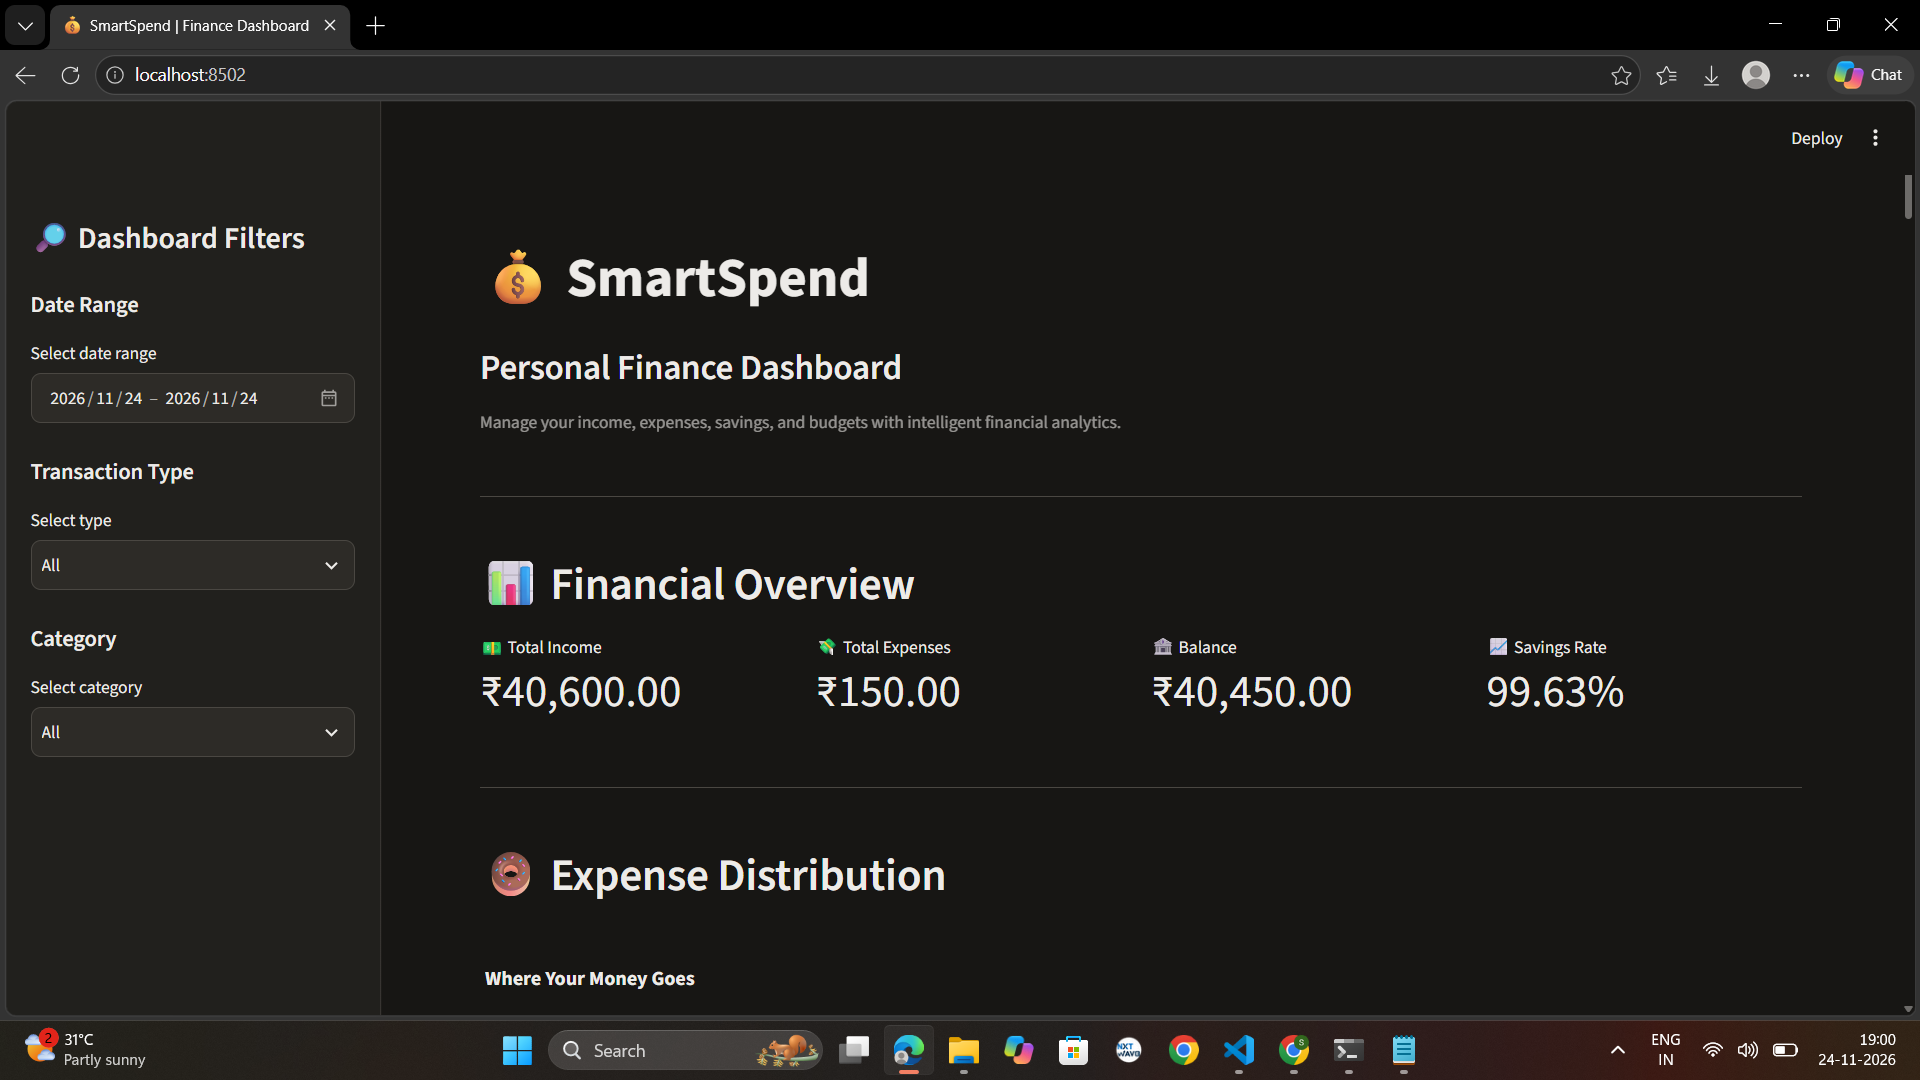 SmartSpend | Finance Dashboard
localhost:8502
Chat
Deploy
Dashboard Filters
Date Range
Select date range
2026/11/24 – 2026/11/24
Transaction Type
Select type
All
Category
Select category
All
SmartSpend
Personal Finance Dashboard
Manage your income, expenses, savings, and budgets with intelligent financial analytics.
Financial Overview
Total Income
₹40,600.00
Total Expenses
₹150.00
Balance
₹40,450.00
Savings Rate
99.63%
Expense Distribution
Where Your Money Goes
2
31°C
Partly sunny
Search
NXT
WAVE
S
ENG
IN
19:00
24-11-2026